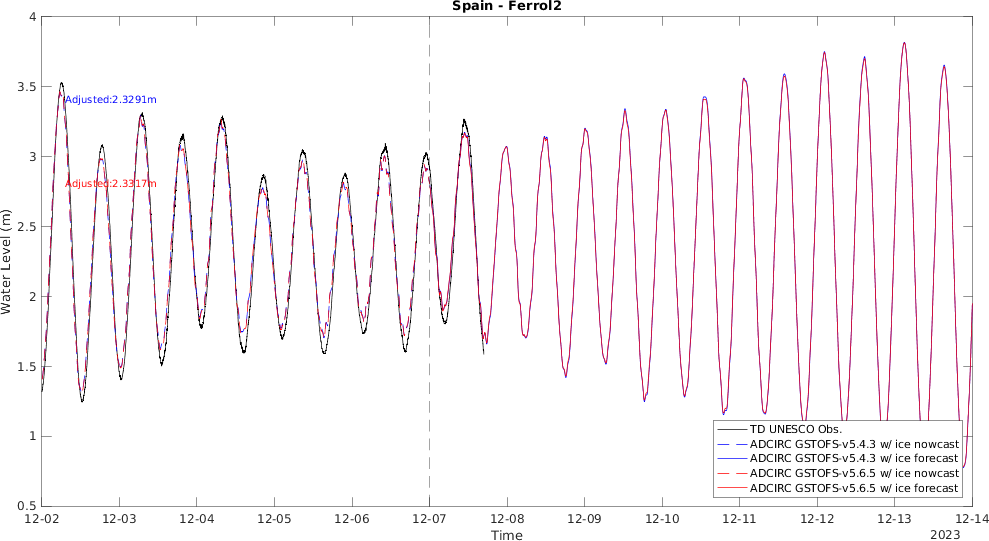 Spain - Ferrol2
4
3.5
3
2.5
2
1.5
1
0.5
Water Level (m)
Adjusted:2.3291m
Adjusted:2.3317m
TD UNESCO Obs.
ADCIRC GSTOFS-v5.4.3 w/ ice nowcast
ADCIRC GSTOFS-v5.4.3 w/ ice forecast
ADCIRC GSTOFS-v5.6.5 w/ ice nowcast
ADCIRC GSTOFS-v5.6.5 w/ ice forecast
12-02 12-03 12-04 12-05 12-06 12-07 12-08 12-09 12-10 12-11 12-12 12-13 12-14
Time
2023